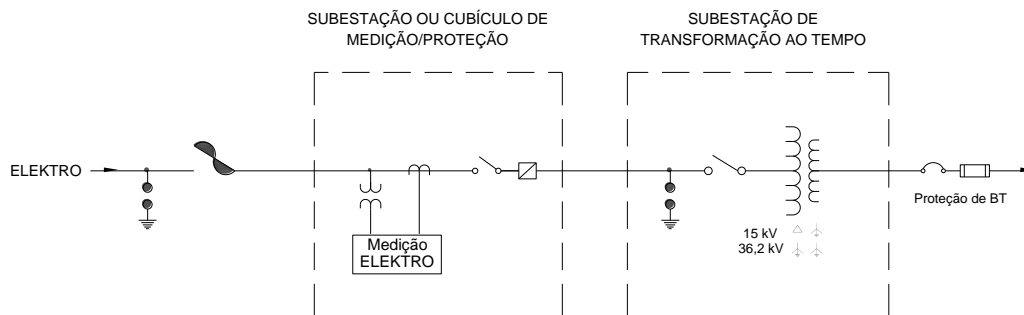 SUBESTAÇÃO OU CUBÍCULO DE
MEDIÇÃO/PROTEÇÃO
SUBESTAÇÃO DE
TRANSFORMAÇÃO AO TEMPO
ELEKTRO
Proteção de BT
Medição
ELEKTRO
15 kV
36,2 kV